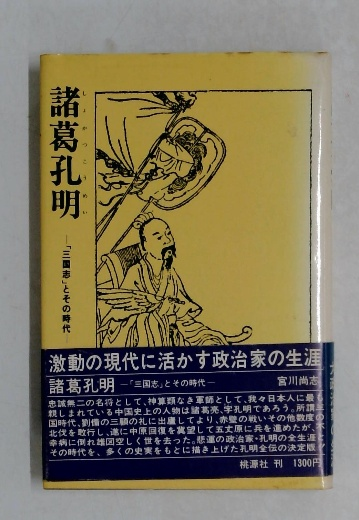 諸葛孔明
しょかつこうめい
―「三国志」とその時代―
激動の現代に活かす政治家の生涯
諸葛孔明 ―「三国志」とその時代― 宮川尚志
忠誠無二の名将として、神算類なき軍師として、我々日本人に最も
親しまれている中国史上の人物は諸葛亮、字孔明であろう。所謂三
国時代、劉備の三顧の礼に出廬してより、赤壁の戦いその他数度の
北伐を敢行し、遂に中原回復を冀望して五丈原に兵を進めたが、不
幸病に倒れ雄図空しく世を去った。悲運の政治家・孔明の全生涯と
その時代を、多くの史実をもとに描き上げた孔明全伝の決定版
桃源社 刊 1300円